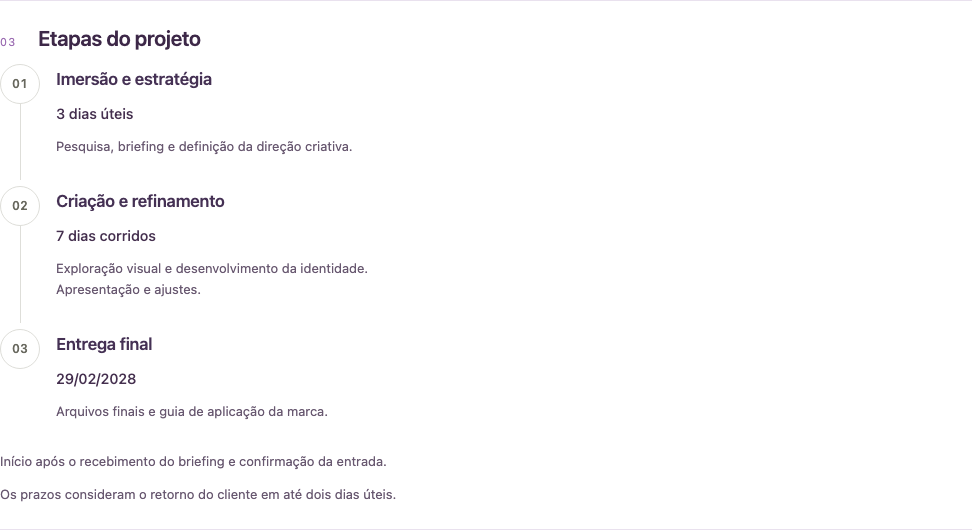 03 Etapas do projeto
01 Imersão e estratégia
3 dias úteis
Pesquisa, briefing e definição da direção criativa.
02 Criação e refinamento
7 dias corridos
Exploração visual e desenvolvimento da identidade.
Apresentação e ajustes.
03 Entrega final
29/02/2028
Arquivos finais e guia de aplicação da marca.
Início após o recebimento do briefing e confirmação da entrada.
Os prazos consideram o retorno do cliente em até dois dias úteis.